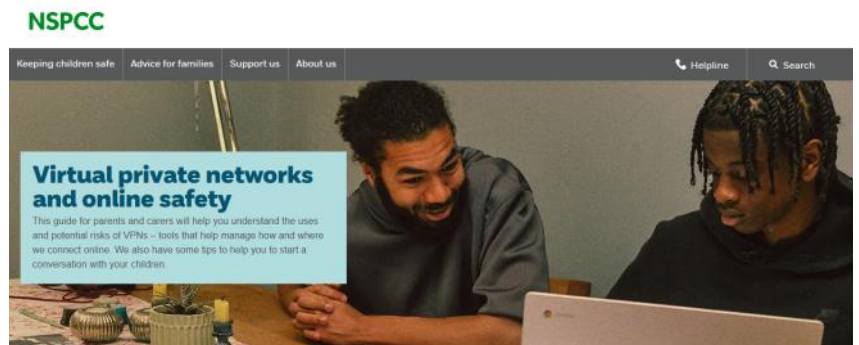 NSPCC
Keeping children safe
Advice for families
Support us
About us
Helpline
Search
Virtual private networks
and online safety
This guide for parents and carers will help you understand the uses
and potential risks of VPNs – tools that help manage how and where
we connect online. We also have some tips to help you to start a
conversation with your children.